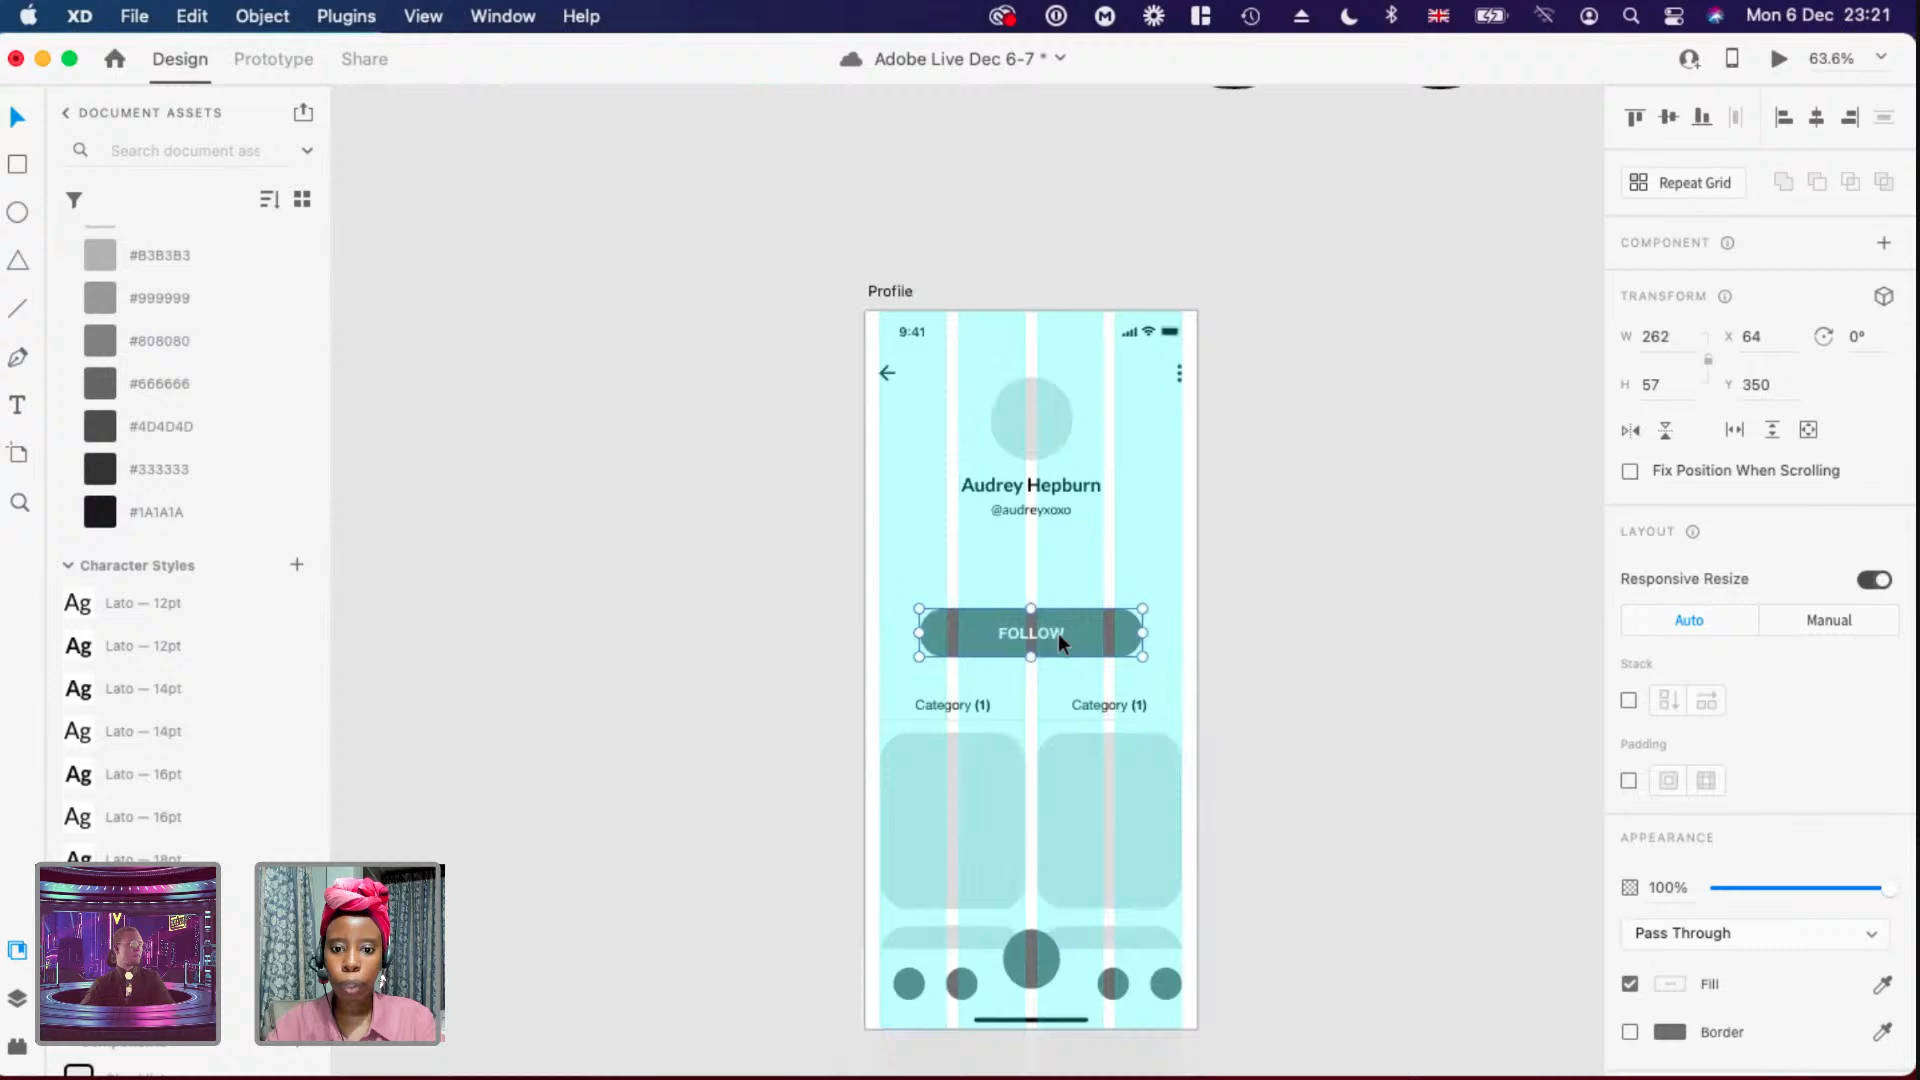 XD File Edit Object Plugins View Window Help
Mon 6 Dec 23:21
Design Prototype Share
Adobe Live Dec 6-7 *
63.6%
DOCUMENT ASSETS
Search document ass
#B3B3B3
#999999
#808080
#666666
#4D4D4D
#333333
#1A1A1A
Character Styles
Ag Lato — 12pt
Ag Lato — 12pt
Ag Lato — 14pt
Ag Lato — 14pt
Ag Lato — 16pt
Ag Lato — 16pt
Ag Lato — 18pt
Profile
9:41
Audrey Hepburn
@audreyxoxo
FOLLOW
Category (1)
Category (1)
Repeat Grid
COMPONENT
TRANSFORM
W 262 X 64 0°
H 57 Y 350
Fix Position When Scrolling
LAYOUT
Responsive Resize
Auto Manual
Stack
Padding
APPEARANCE
100%
Pass Through
Fill
Border